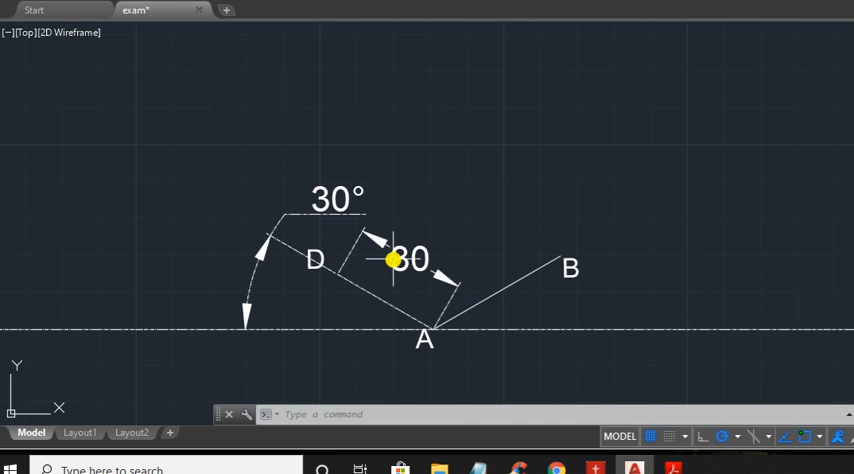 Start
exam*
[−][Top][2D Wireframe]
30°
D
30
B
A
Y
X
Type a command
Model
Layout1
Layout2
MODEL
Type here to search